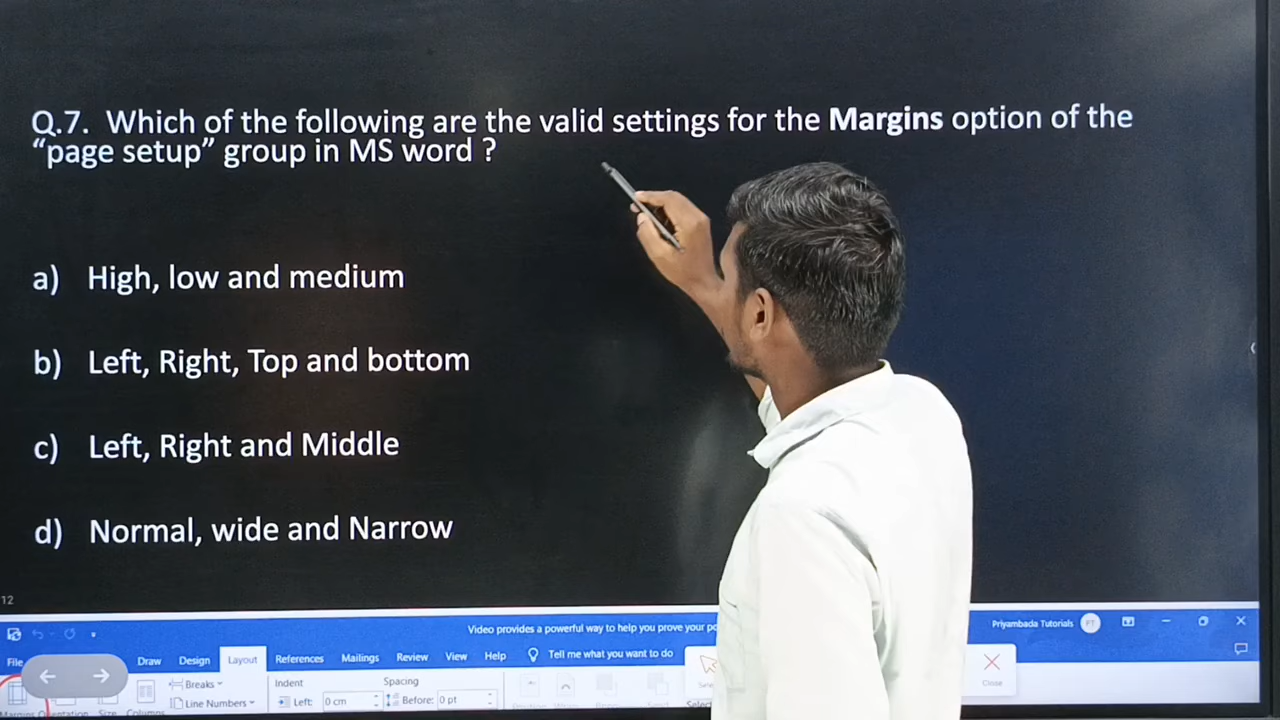 Q.7. Which of the following are the valid settings for the Margins option of the
“page setup” group in MS word ?
a) High, low and medium
b) Left, Right, Top and bottom
c) Left, Right and Middle
d) Normal, wide and Narrow
12
Video provides a powerful way to help you prove your
Priyambada Tutorials PT
File Draw Design Layout References Mailings Review View Help Tell me what you want to do
Breaks Indent Spacing
Line Numbers Left: 0 cm Before: 0 pt
Size Columns
Close